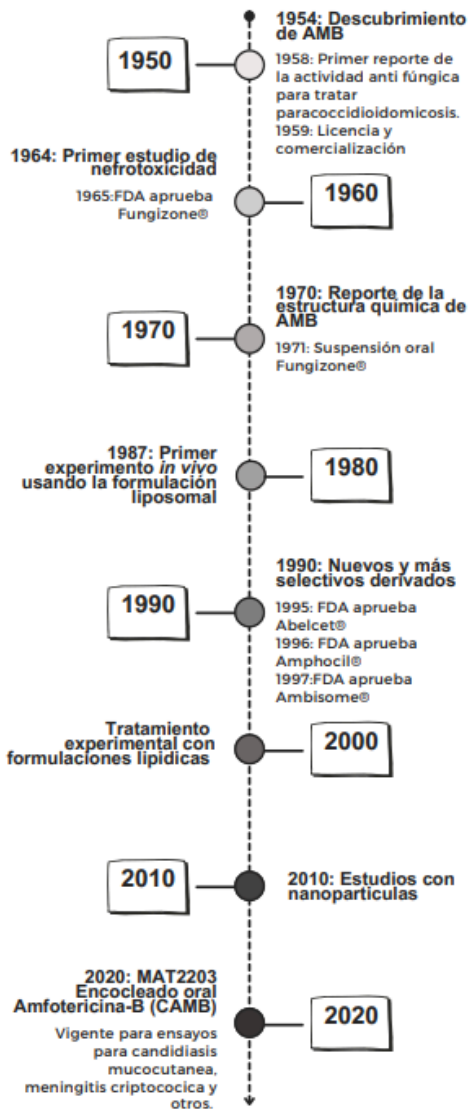 1954: Descubrimiento
de AMB
1950
1958: Primer reporte de
la actividad anti fúngica
para tratar
paracoccidioidomicosis.
1959: Licencia y
comercialización
1964: Primer estudio de
nefrotoxicidad
1965:FDA aprueba
Fungizone®
1960
1970: Reporte de la
estructura química de
AMB
1970
1971: Suspensión oral
Fungizone®
1987: Primer
experimento in vivo
usando la formulación
liposomal
1980
1990: Nuevos y más
selectivos derivados
1990
1995: FDA aprueba
Abelcet®
1996: FDA aprueba
Amphocil®
1997:FDA aprueba
Ambisome®
Tratamiento
experimental con
formulaciones lipidicas
2000
2010
2010: Estudios con
nanoparticulas
2020: MAT2203
Encocleado oral
Amfotericina-B (CAMB)
2020
Vigente para ensayos
para candidiasis
mucocutanea,
meningitis criptococica y
otros.